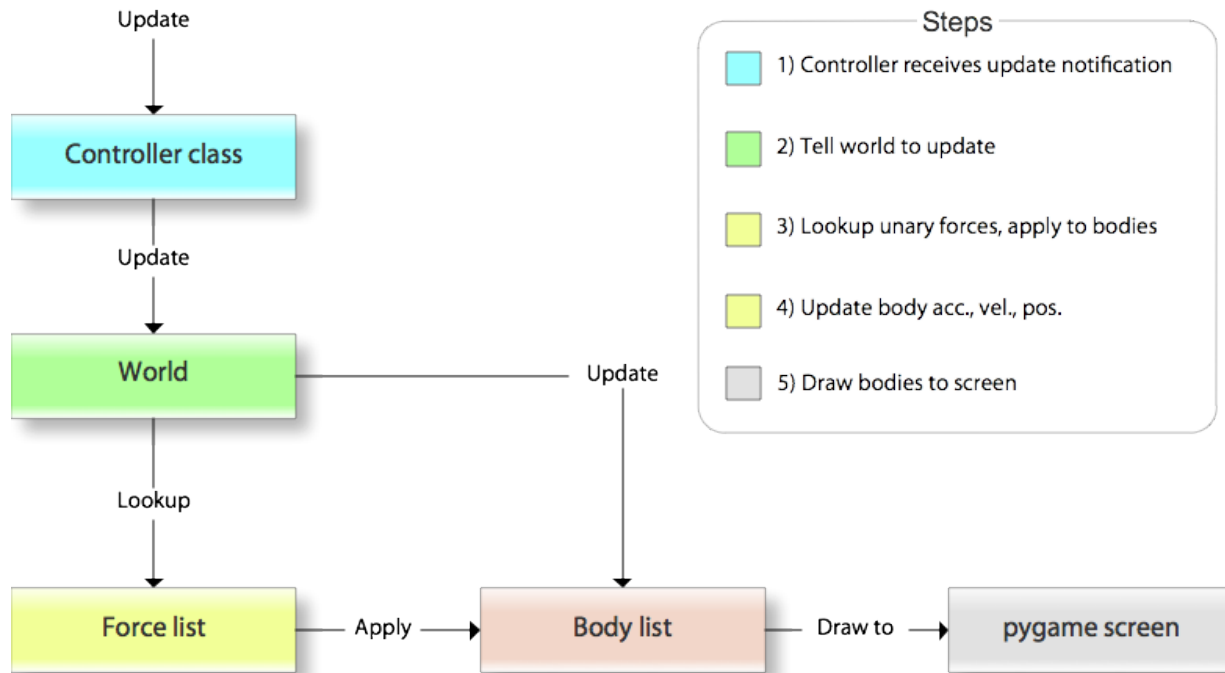 Update
Steps
1) Controller receives update notification
Controller class
2) Tell world to update
3) Lookup unary forces, apply to bodies
Update
4) Update body acc., vel., pos.
World
Update
5) Draw bodies to screen
Lookup
Force list
Apply
Body list
Draw to
pygame screen